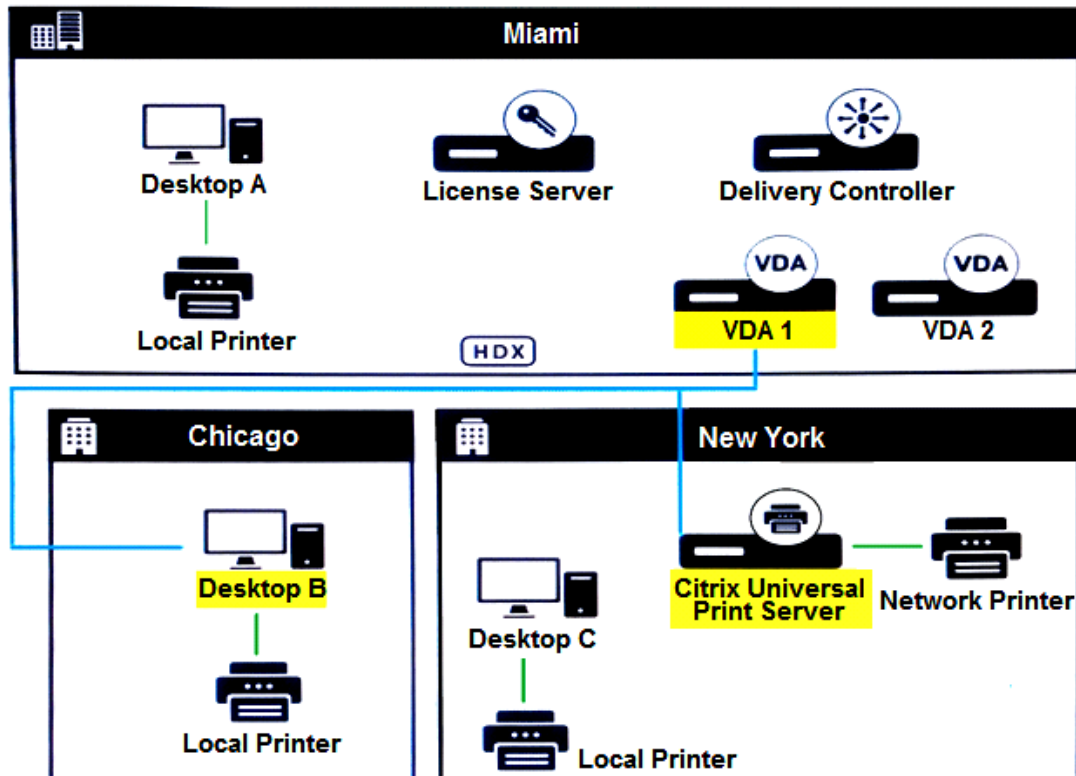 Miami
Desktop A
License Server
Delivery Controller
Local Printer
VDA
VDA 1
VDA
VDA 2
HDX
Chicago
Desktop B
Local Printer
New York
Desktop C
Citrix Universal
Print Server
Network Printer
Local Printer